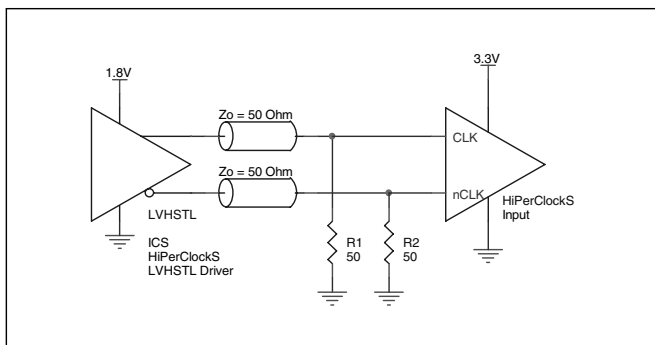 1.8V
3.3V
Zo = 50 Ohm
CLK
Zo = 50 Ohm
nCLK
HiPerClockS
Input
LVHSTL
ICS
HiPerClockS
LVHSTL Driver
R1
50
R2
50